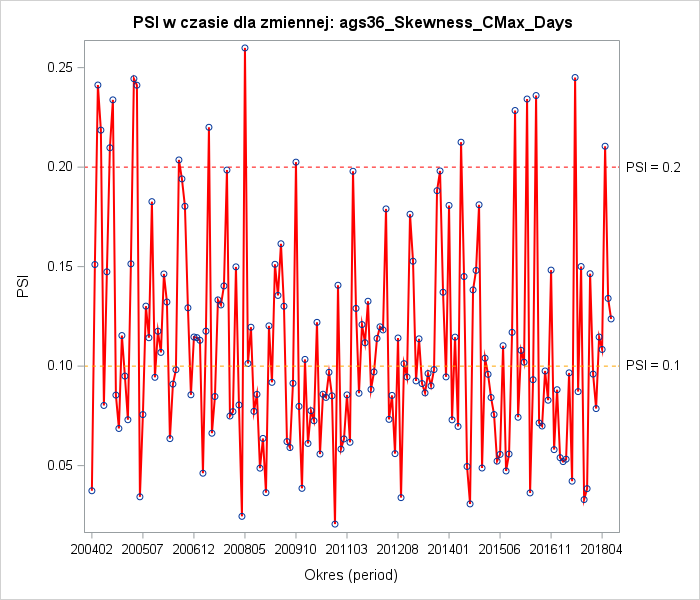 PSI w czasie dla zmiennej: ags36_Skewness_CMax_Days
0.25
0.20
0.15
0.10
0.05
PSI
PSI = 0.2
PSI = 0.1
200402 200507 200612 200805 200910 201103 201208 201401 201506 201611 201804
Okres (period)